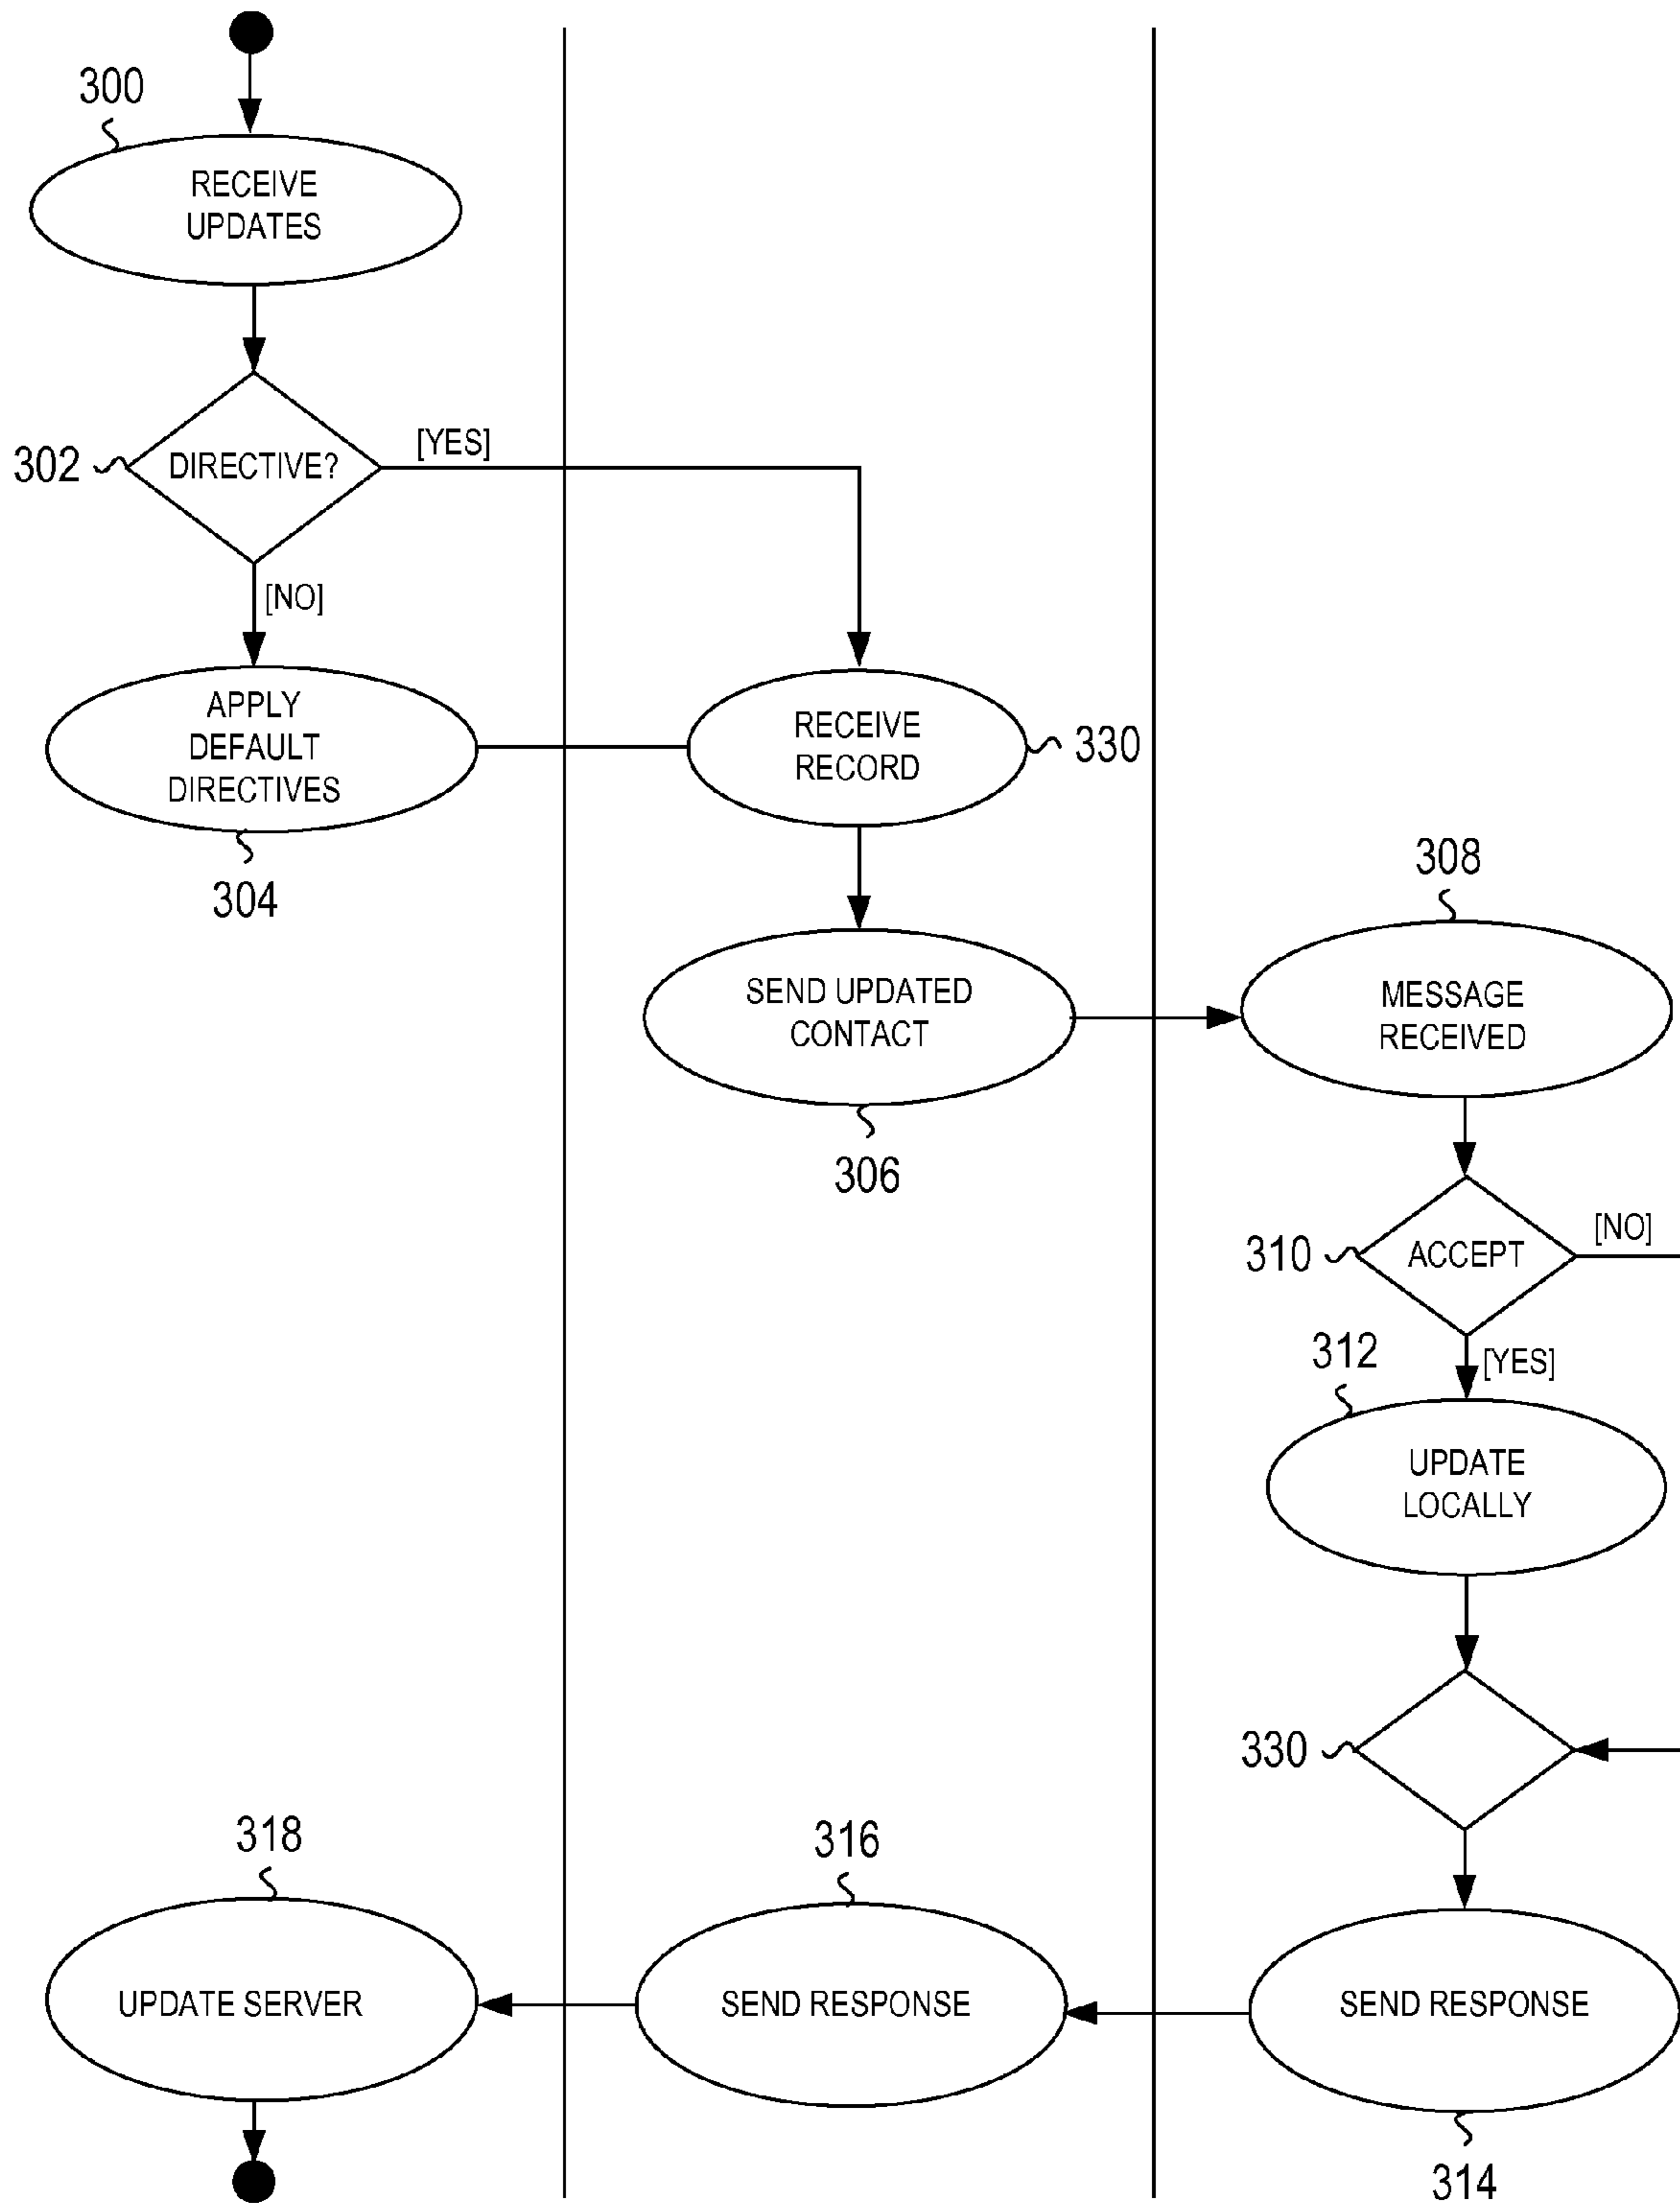 300
RECEIVE
UPDATES
302
DIRECTIVE?
[YES]
[NO]
APPLY
DEFAULT
DIRECTIVES
304
RECEIVE
RECORD
330
SEND UPDATED
CONTACT
306
308
MESSAGE
RECEIVED
310
ACCEPT
[NO]
[YES]
312
UPDATE
LOCALLY
330
318
UPDATE SERVER
316
SEND RESPONSE
SEND RESPONSE
314